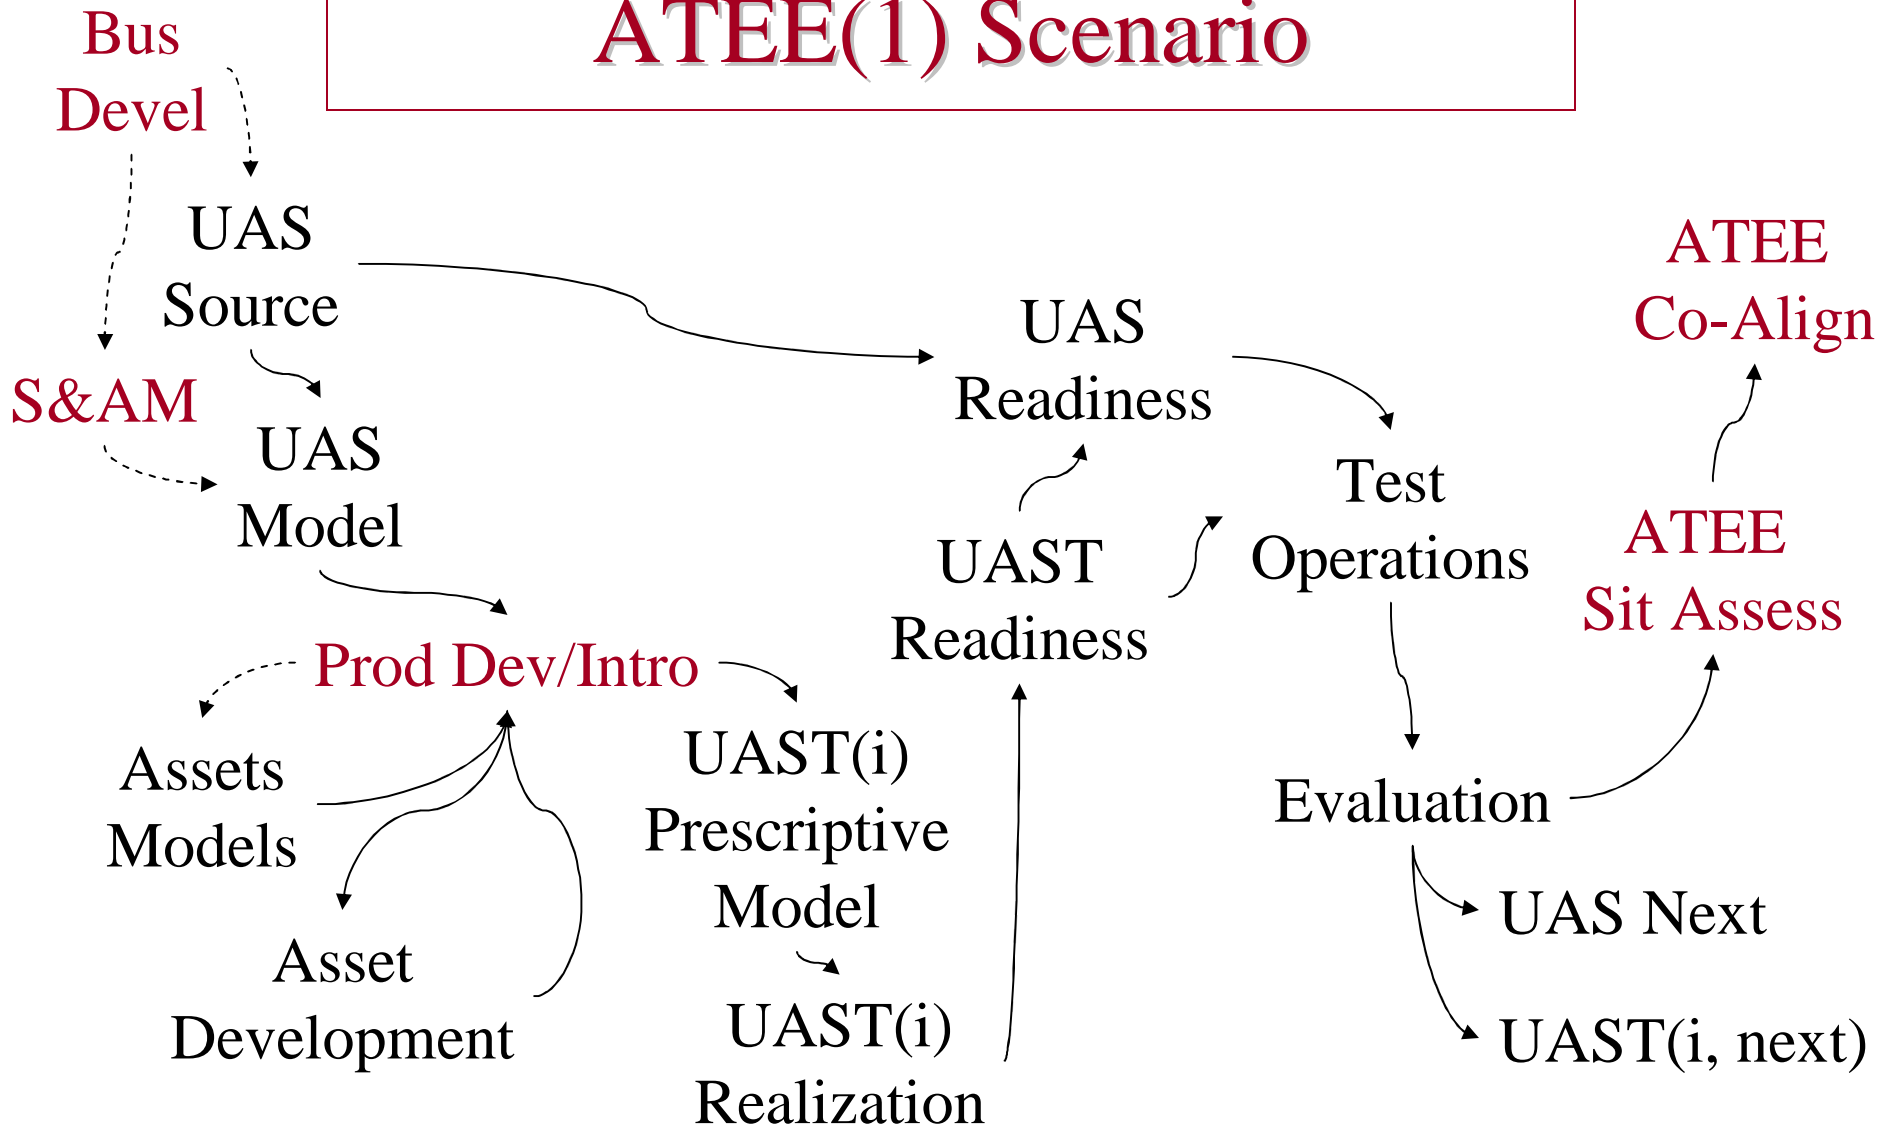 ATEE(1) Scenario
Bus
Devel
UAS
Source
S&AM
UAS
Model
Prod Dev/Intro
Assets
Models
Asset
Development
UAST(i)
Prescriptive
Model
UAST(i)
Realization
UAS
Readiness
UAST
Readiness
Test
Operations
Evaluation
UAS Next
UAST(i, next)
ATEE
Co-Align
ATEE
Sit Assess